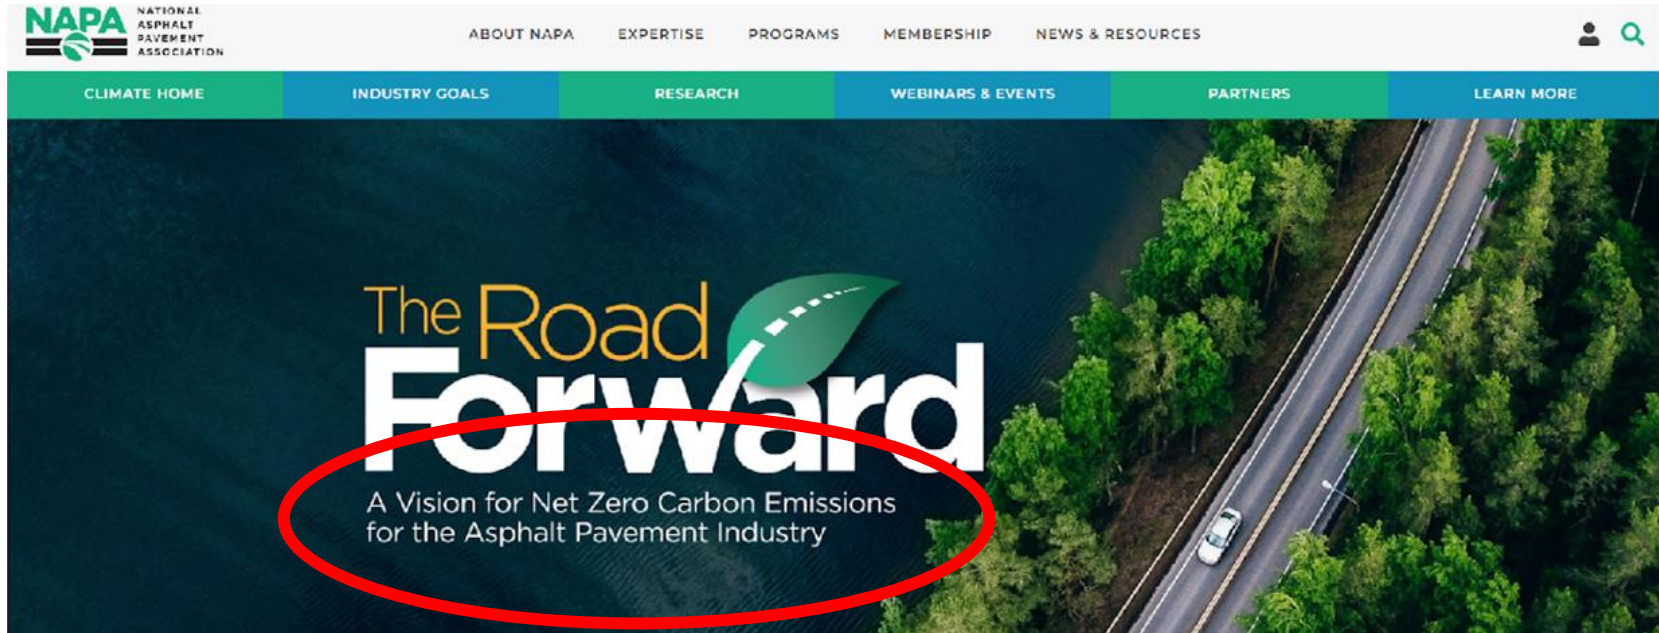 NAPA
NATIONAL
ASPHALT
PAVEMENT
ASSOCIATION
ABOUT NAPA EXPERTISE PROGRAMS MEMBERSHIP NEWS & RESOURCES
CLIMATE HOME INDUSTRY GOALS RESEARCH WEBINARS & EVENTS PARTNERS LEARN MORE
The Road
Forward
A Vision for Net Zero Carbon Emissions
for the Asphalt Pavement Industry